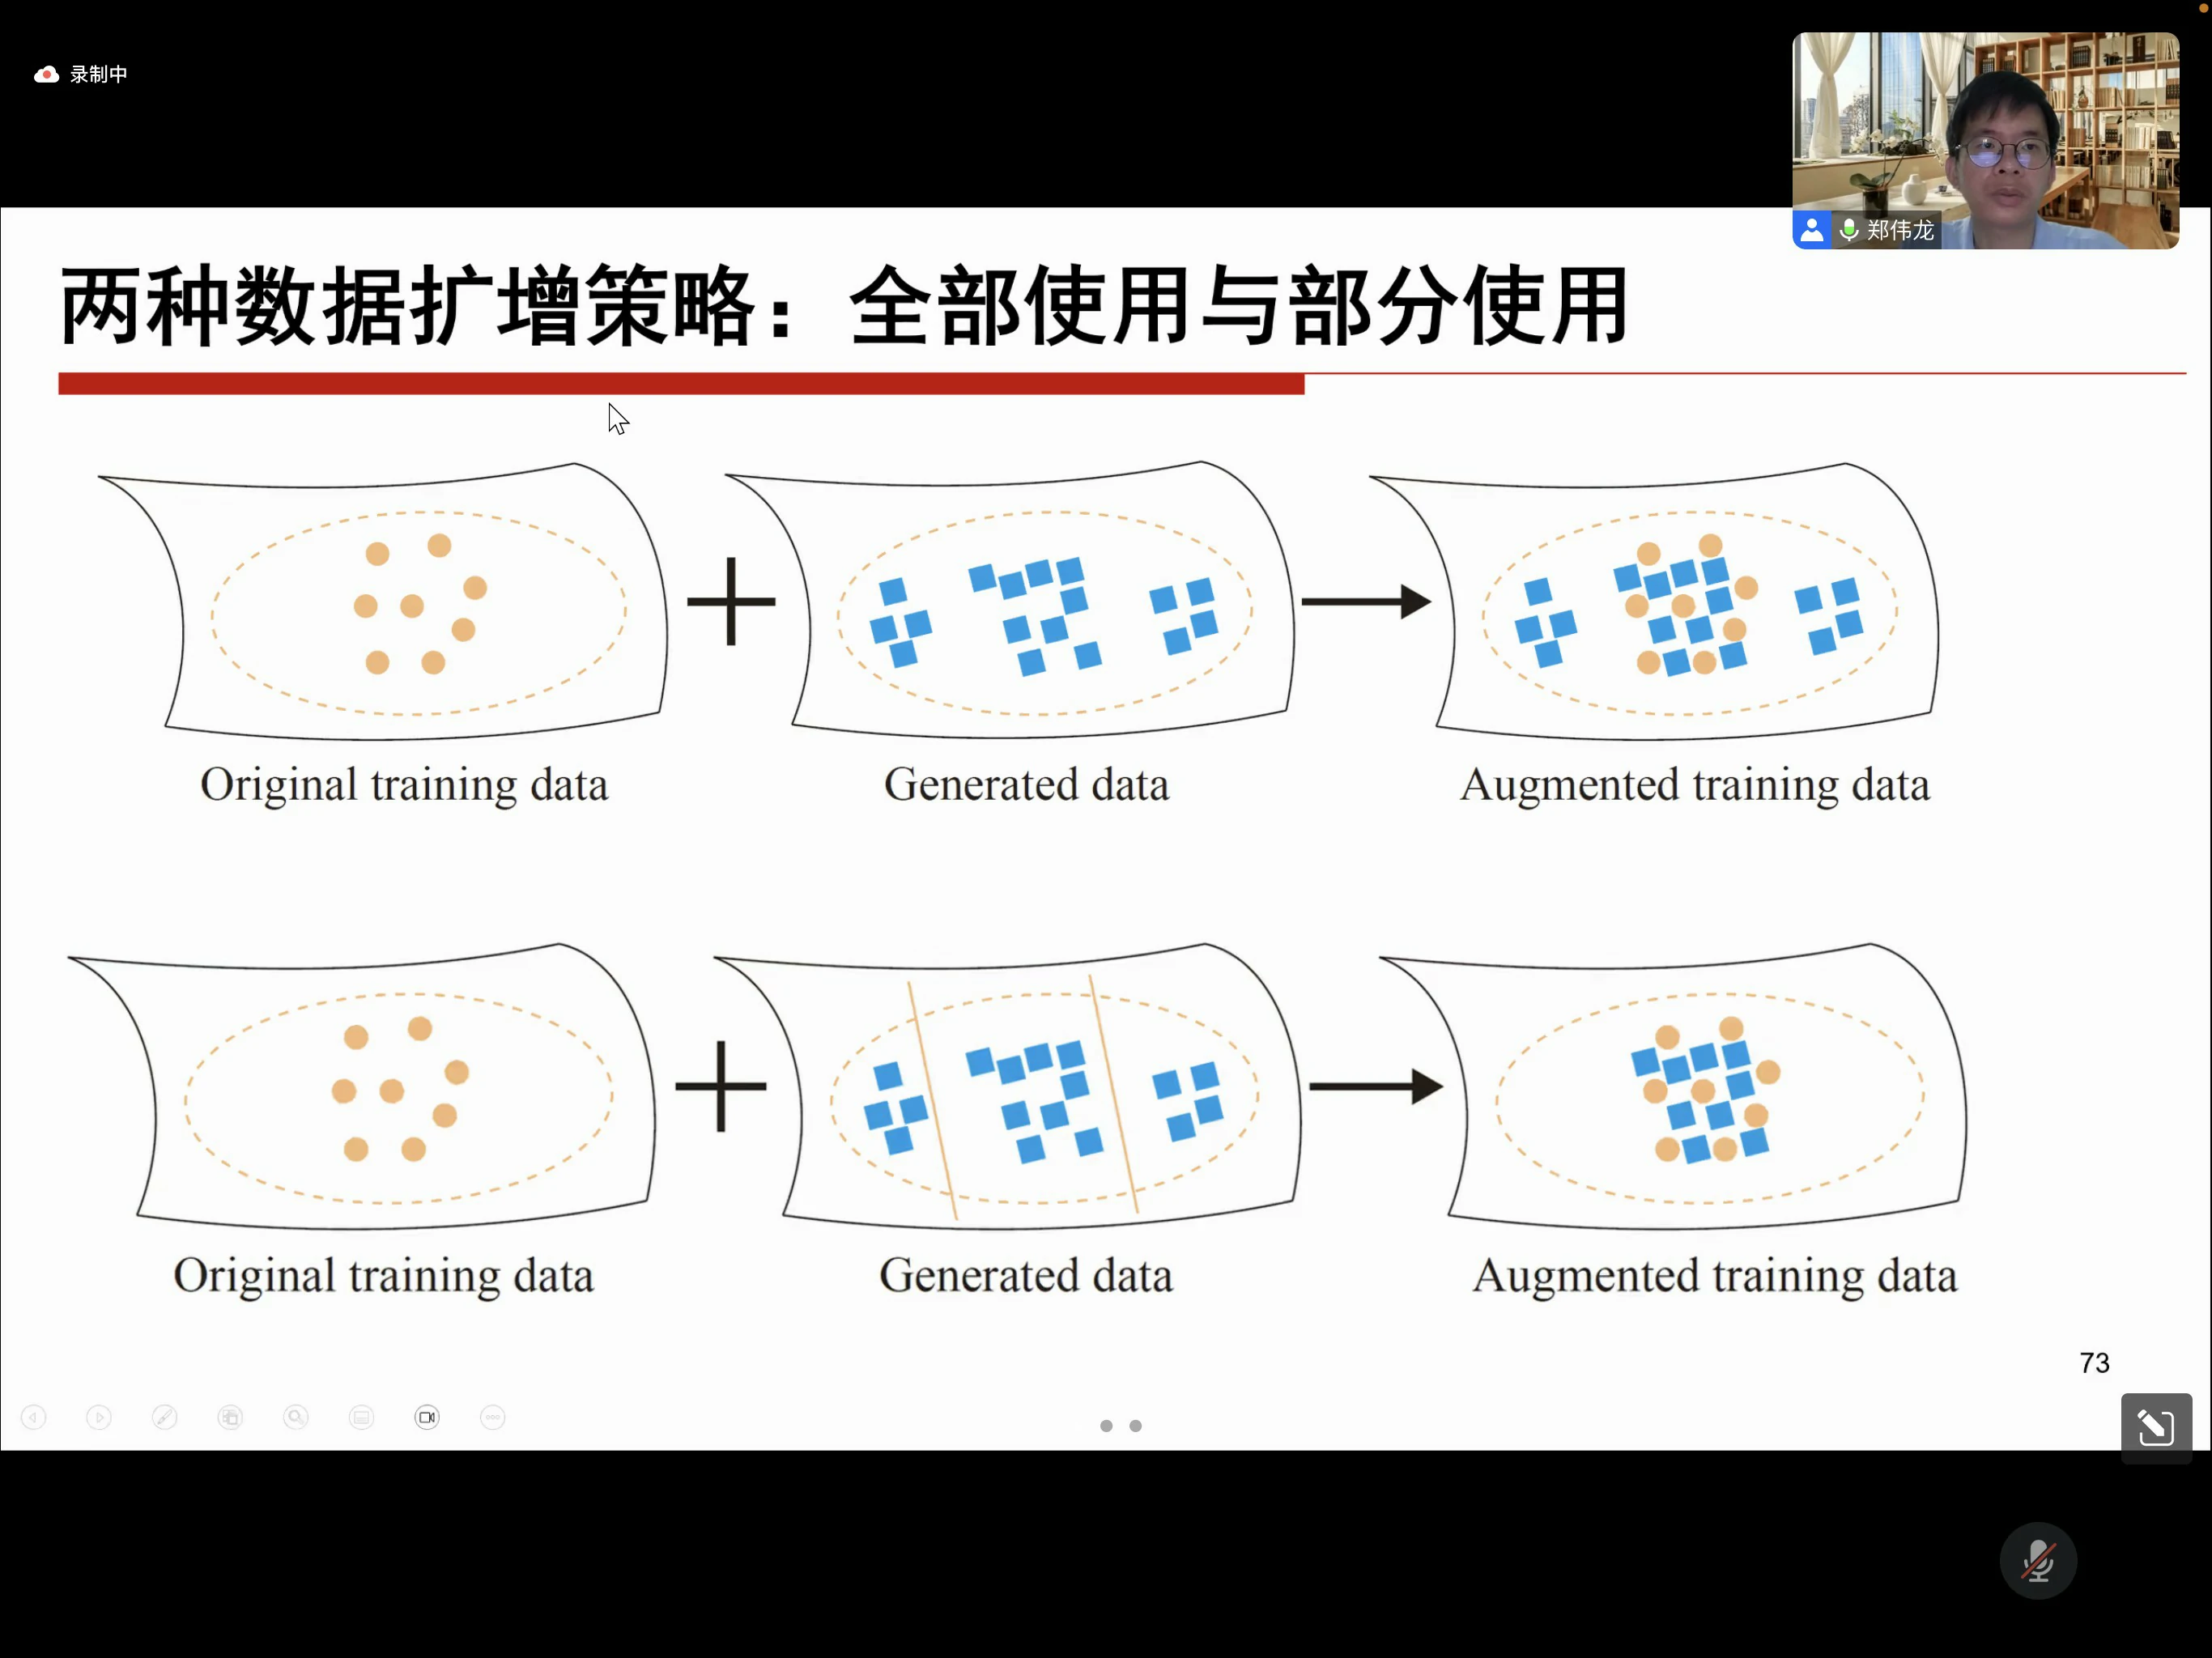 录制中
郑伟龙
两种数据扩增策略：全部使用与部分使用
Original training data
Generated data
Augmented training data
Original training data
Generated data
Augmented training data
73